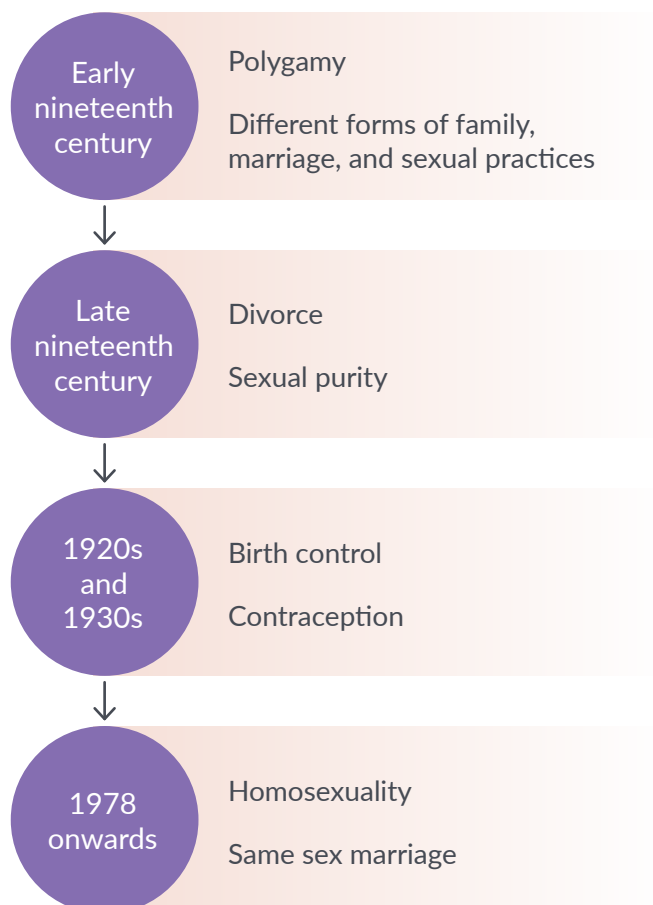 Early
nineteenth
century
Polygamy
Different forms of family,
marriage, and sexual practices
Late
nineteenth
century
Divorce
Sexual purity
1920s
and
1930s
Birth control
Contraception
1978
onwards
Homosexuality
Same sex marriage